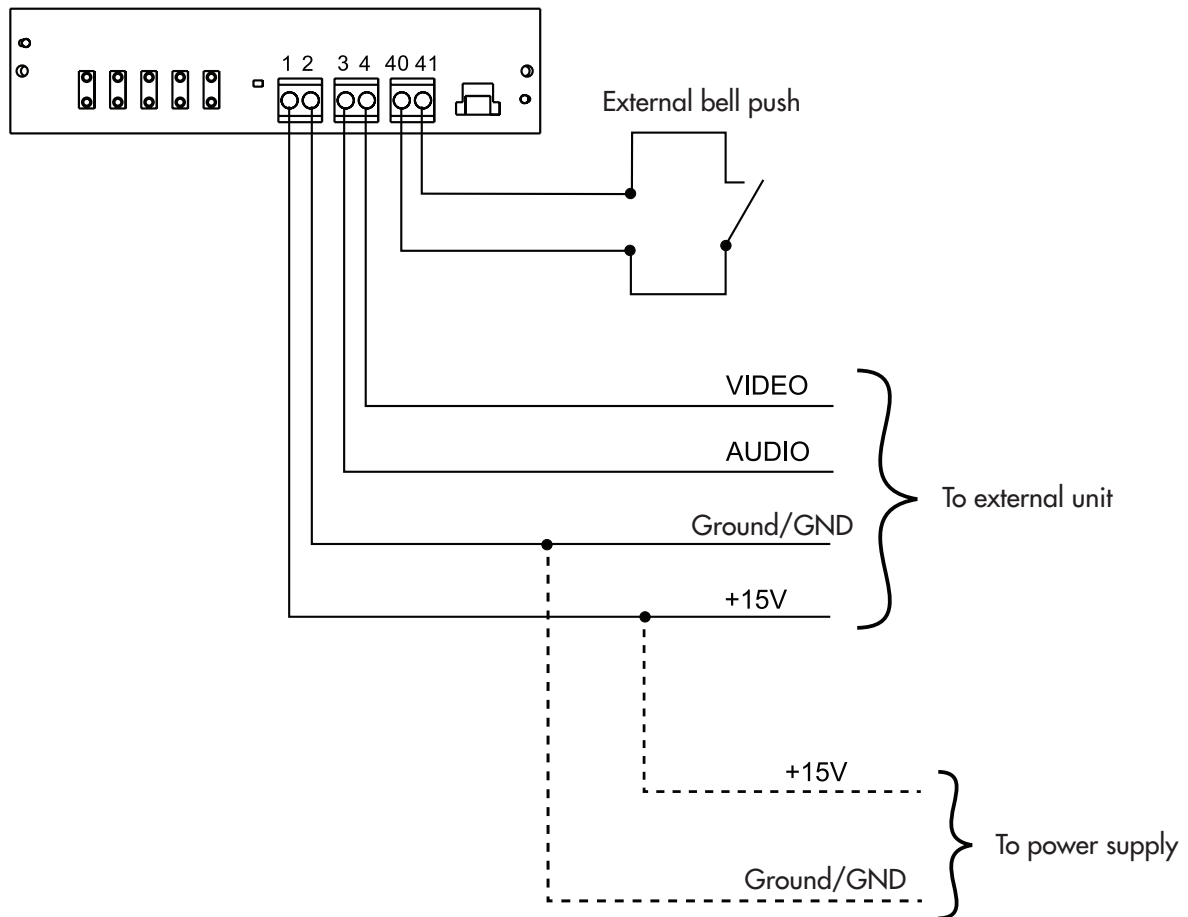 1 2 3 4 40 41
External bell push
VIDEO
AUDIO
To external unit
Ground/GND
+15V
+15V
To power supply
Ground/GND